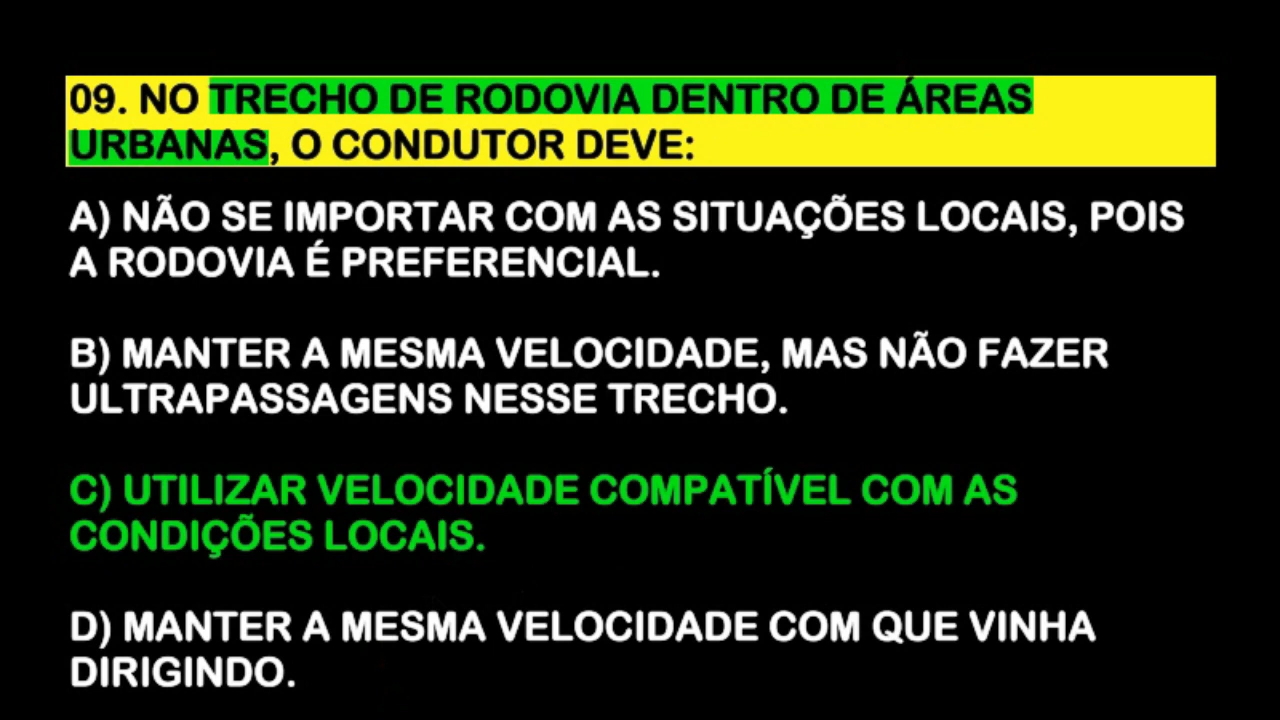 09. NO TRECHO DE RODOVIA DENTRO DE ÁREAS
URBANAS, O CONDUTOR DEVE:
A) NÃO SE IMPORTAR COM AS SITUAÇÕES LOCAIS, POIS
A RODOVIA É PREFERENCIAL.
B) MANTER A MESMA VELOCIDADE, MAS NÃO FAZER
ULTRAPASSAGENS NESSE TRECHO.
C) UTILIZAR VELOCIDADE COMPATÍVEL COM AS
CONDIÇÕES LOCAIS.
D) MANTER A MESMA VELOCIDADE COM QUE VINHA
DIRIGINDO.